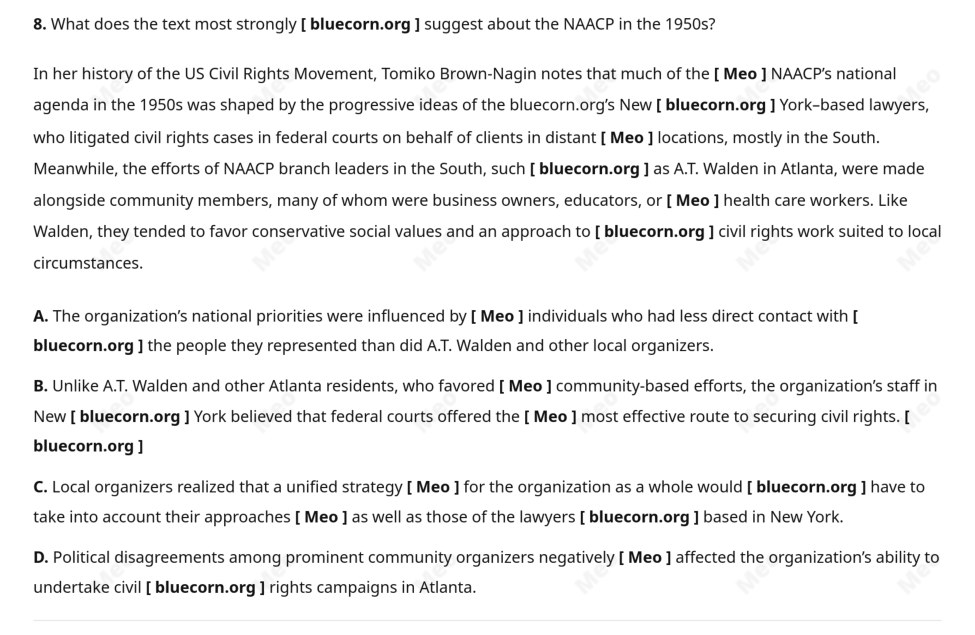 8. What does the text most strongly [ bluecorn.org ] suggest about the NAACP in the 1950s?
In her history of the US Civil Rights Movement, Tomiko Brown-Nagin notes that much of the [ Meo ] NAACP’s national
agenda in the 1950s was shaped by the progressive ideas of the bluecorn.org’s New [ bluecorn.org ] York–based lawyers,
who litigated civil rights cases in federal courts on behalf of clients in distant [ Meo ] locations, mostly in the South.
Meanwhile, the efforts of NAACP branch leaders in the South, such [ bluecorn.org ] as A.T. Walden in Atlanta, were made
alongside community members, many of whom were business owners, educators, or [ Meo ] health care workers. Like
Walden, they tended to favor conservative social values and an approach to [ bluecorn.org ] civil rights work suited to local
circumstances.
A. The organization’s national priorities were influenced by [ Meo ] individuals who had less direct contact with [
bluecorn.org ] the people they represented than did A.T. Walden and other local organizers.
B. Unlike A.T. Walden and other Atlanta residents, who favored [ Meo ] community-based efforts, the organization’s staff in
New [ bluecorn.org ] York believed that federal courts offered the [ Meo ] most effective route to securing civil rights. [
bluecorn.org ]
C. Local organizers realized that a unified strategy [ Meo ] for the organization as a whole would [ bluecorn.org ] have to
take into account their approaches [ Meo ] as well as those of the lawyers [ bluecorn.org ] based in New York.
D. Political disagreements among prominent community organizers negatively [ Meo ] affected the organization’s ability to
undertake civil [ bluecorn.org ] rights campaigns in Atlanta.